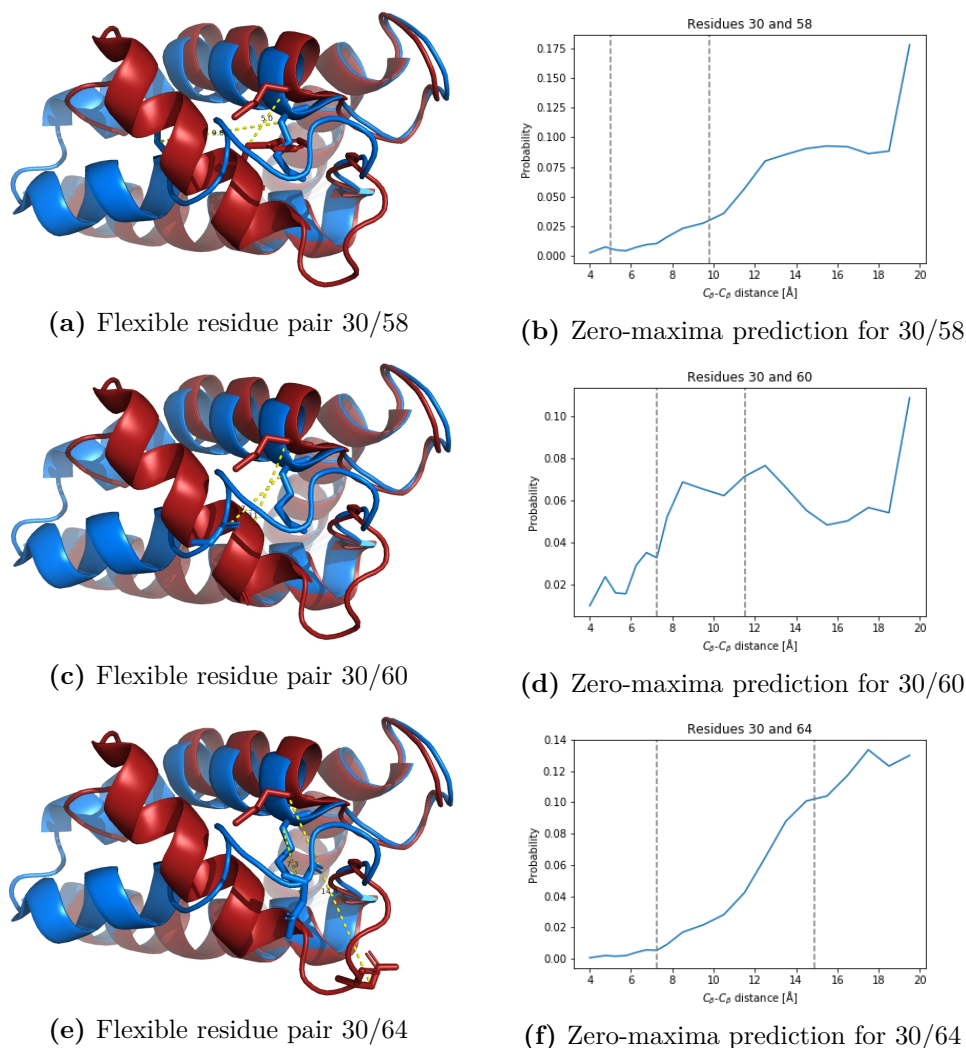 5.0
9.8
(a) Flexible residue pair 30/58
Residues 30 and 58
Probability
0.175
0.150
0.125
0.100
0.075
0.050
0.025
0.000
4 6 8 10 12 14 16 18 20
Cβ-Cβ distance [Å]
(b) Zero-maxima prediction for 30/58
(c) Flexible residue pair 30/60
Residues 30 and 60
Probability
0.10
0.08
0.06
0.04
0.02
4 6 8 10 12 14 16 18 20
Cβ-Cβ distance [Å]
(d) Zero-maxima prediction for 30/60
7.3
(e) Flexible residue pair 30/64
Residues 30 and 64
Probability
0.14
0.12
0.10
0.08
0.06
0.04
0.02
0.00
4 6 8 10 12 14 16 18 20
Cβ-Cβ distance [Å]
(f) Zero-maxima prediction for 30/64